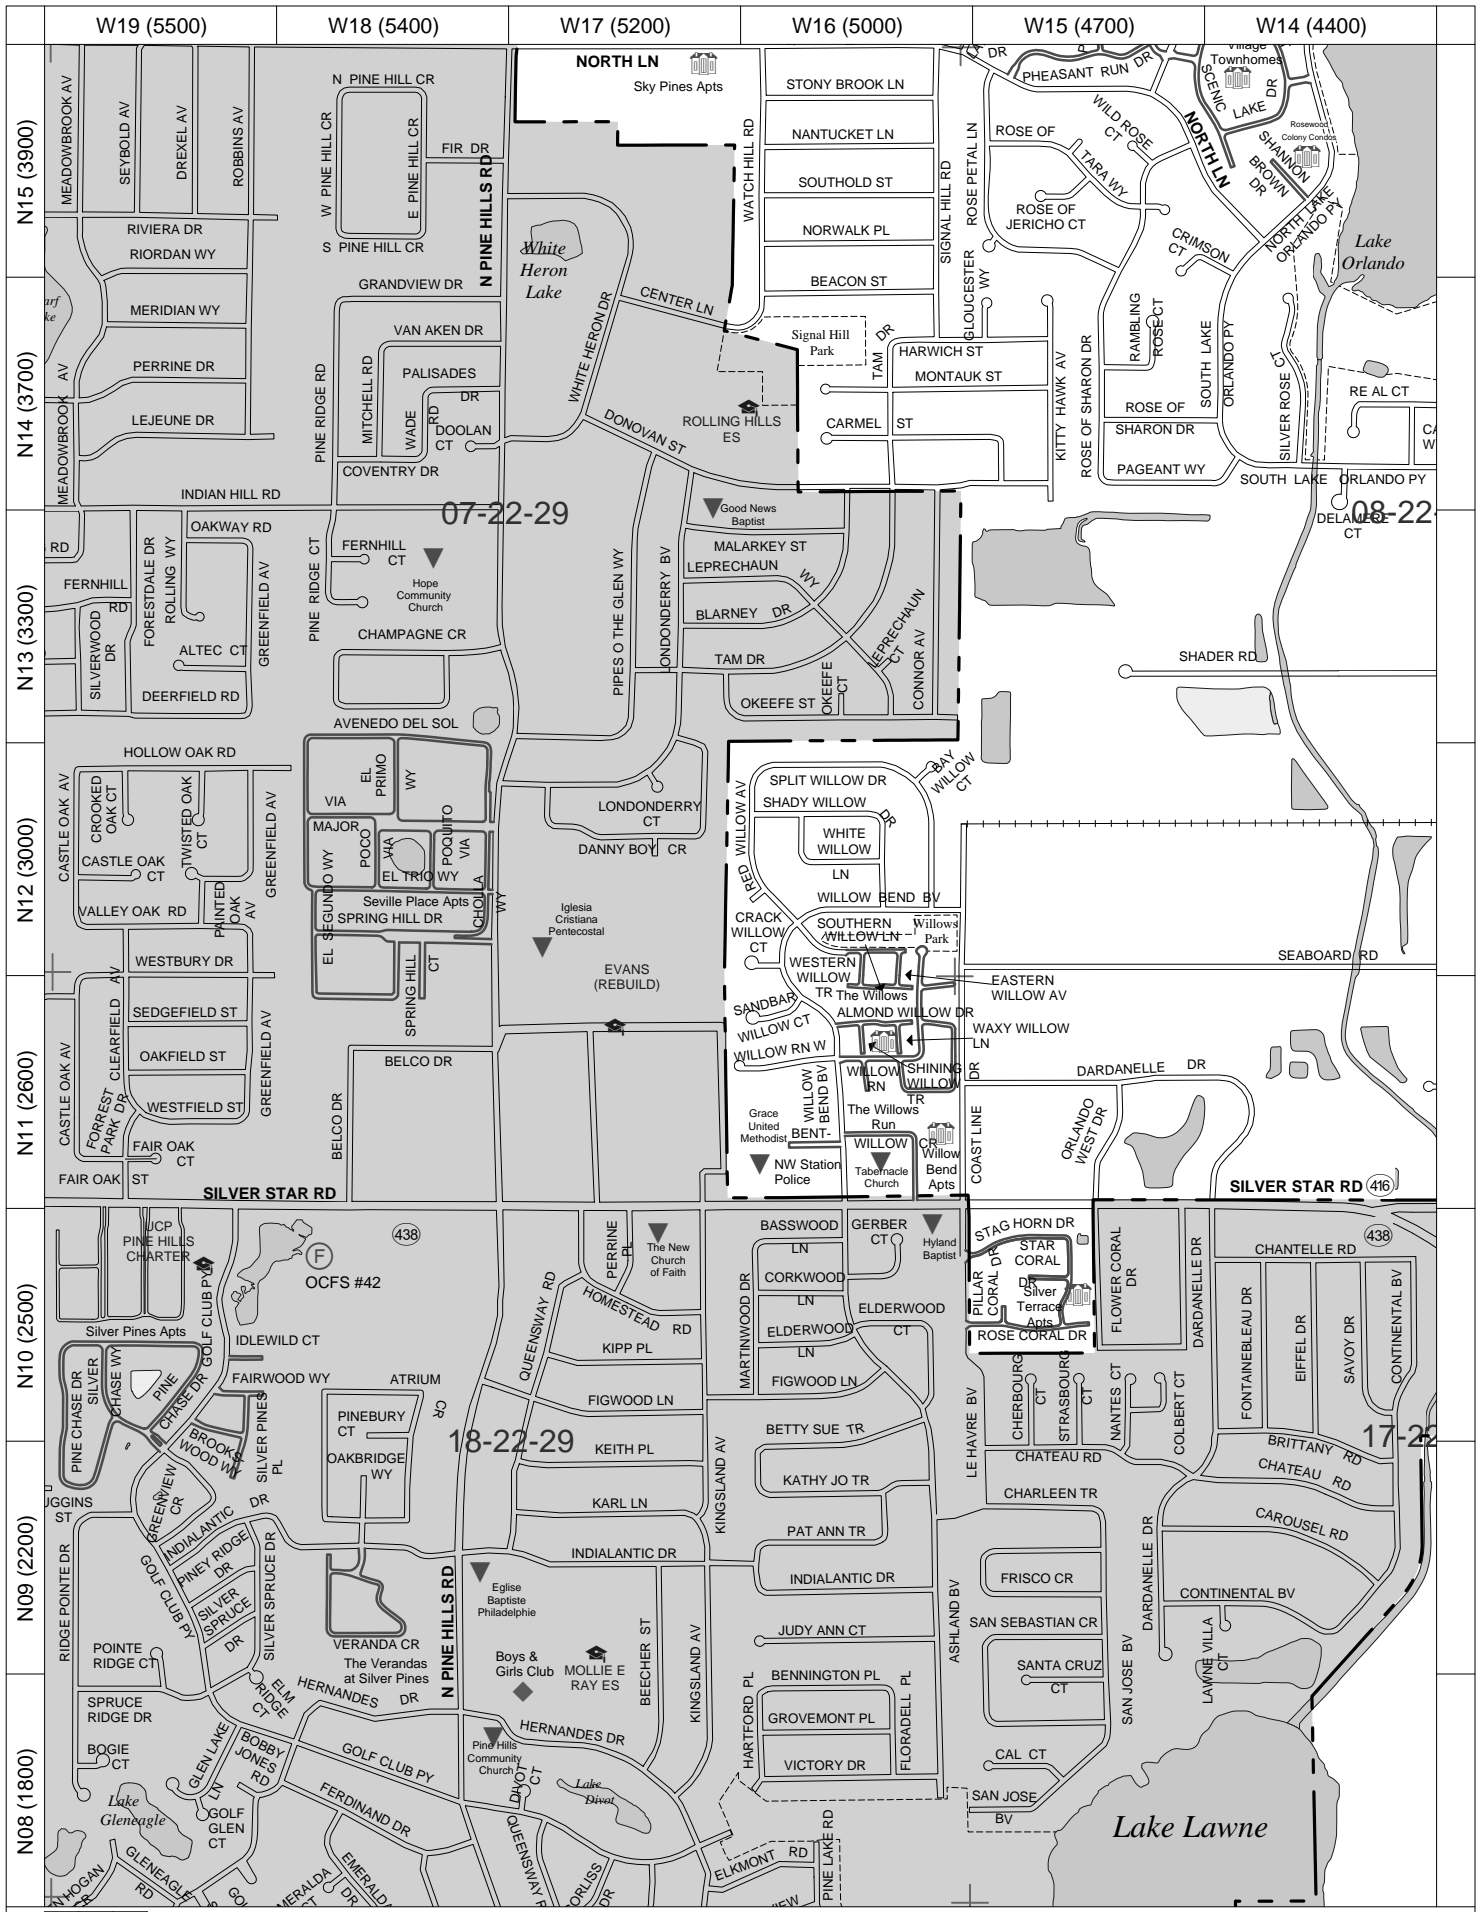 W19 (5500)
W18 (5400)
W17 (5200)
W16 (5000)
W15 (4700)
W14 (4400)
N15 (3900)
MEADOWBROOK AV
SEYBOLD AV
DREXEL AV
ROBBINS AV
N PINE HILL CR
W PINE HILL CR
E PINE HILL CR
FIR DR
S PINE HILL CR
N PINE HILLS RD
NORTH LN
Sky Pines Apts
STONY BROOK LN
NANTUCKET LN
WATCH HILL RD
SOUTHOLD ST
NORWALK PL
BEACON ST
SIGNAL HILL RD
ROSE PETAL LN
DR
PHEASANT RUN DR
WILD ROSE
CT
ROSE OF
TARA WY
ROSE OF
JERICHO CT
NORTH LN
Village
Townhomes
SCENIC
LAKE DR
Rosewood
Colony Condos
SHANNON
BROWN
DR
NORTH LAKE
ORLANDO PY
CRIMSON
CT
Lake
Orlando
RIVIERA DR
RIORDAN WY
White
Heron
Lake
GLOUCESTER
WY
N14 (3700)
arf
ke
MERIDIAN WY
PERRINE DR
LEJEUNE DR
MEADOWBROOK AV
INDIAN HILL RD
GRANDVIEW DR
VAN AKEN DR
PALISADES
DR
PINE RIDGE RD
MITCHELL RD
WADE
RD
DOOLAN
CT
COVENTRY DR
WHITE HERON DR
CENTER LN
DONOVAN ST
ROLLING HILLS
ES
Signal Hill
Park
TAM DR
HARWICH ST
MONTAUK ST
CARMEL ST
KITTY HAWK AV
ROSE OF SHARON DR
RAMBLING
ROSE CT
ROSE OF
SHARON DR
PAGEANT WY
SOUTH LAKE
ORLANDO PY
SILVER ROSE CT
RE AL CT
CA
W
SOUTH LAKE ORLANDO PY
07-22-29
08-22-
DELAMERE
CT
N13 (3300)
RD
OAKWAY RD
FERNHILL
RD
FORESTDALE DR
ROLLING WY
GREENFIELD AV
SILVERWOOD
DR
ALTEC CT
DEERFIELD RD
PINE RIDGE CT
FERNHILL
CT
Hope
Community
Church
CHAMPAGNE CR
AVENEDO DEL SOL
PIPES O THE GLEN WY
LONDONDERRY BV
Good News
Baptist
MALARKEY ST
LEPRECHAUN
WY
BLARNEY DR
TAM DR
OKEEFE ST
OKEEFE
CT
LEPRECHAUN
CT
CONNOR AV
SHADER RD
N12 (3000)
HOLLOW OAK RD
CASTLE OAK AV
CROOKED
OAK CT
TWISTED OAK
CT
CASTLE OAK
CT
GREENFIELD AV
VALLEY OAK RD
PAINTED
OAK
AV
WESTBURY DR
EL
PRIMO
WY
VIA
MAJOR
POCO
VIA
POQUITO
VIA
EL TRIO WY
Seville Place Apts
SPRING HILL DR
EL SEGUNDO WY
CHOLLA
WY
SPRING HILL
CT
LONDONDERRY
CT
DANNY BOY CR
Iglesia
Cristiana
Pentecostal
EVANS
(REBUILD)
RED WILLOW AV
SPLIT WILLOW DR
SHADY WILLOW
DR
BAY
WILLOW
CT
WHITE
WILLOW
LN
WILLOW BEND BV
CRACK
WILLOW
CT
SOUTHERN
WILLOW LN
Willows
Park
WESTERN
WILLOW
TR
SEABOARD RD
EASTERN
WILLOW AV
N11 (2600)
SEDGEFIELD ST
OAKFIELD ST
WESTFIELD ST
CLEARFIELD AV
GREENFIELD AV
CASTLE OAK AV
FORREST
PARK DR
FAIR OAK
CT
FAIR OAK ST
SILVER STAR RD
BELCO DR
BELCO DR
The Willows
SANDBAR
WILLOW CT
ALMOND WILLOW DR
WAXY WILLOW
LN
WILLOW RN W
WILLOW
RN
SHINING
WILLOW
TR
WILLOW
BEND BV
The Willows
Run
Grace
United
Methodist
BENT-
WILLOW CR
NW Station
Police
Tabernacle
Church
Willow
Bend
Apts
COAST LINE
DR
DARDANELLE DR
ORLANDO
WEST DR
SILVER STAR RD
416
N10 (2500)
UCP
PINE HILLS
CHARTER
F
OCFS #42
438
Silver Pines Apts
GOLF CLUB PY
IDLEWILD CT
FAIRWOOD WY
PINE CHASE DR
SILVER
CHASE WY
PINE
CHASE DR
BROOKS-
WOOD WY
SILVER PINES
PL
ATRIUM
CR
PINEBURY
CT
OAKBRIDGE
WY
18-22-29
QUEENSWAY RD
PERRINE
PL
The New
Church
of Faith
HOMESTEAD
RD
KIPP PL
FIGWOOD LN
KEITH PL
KARL LN
BASSWOOD
LN
GERBER
CT
CORKWOOD
LN
ELDERWOOD
LN
ELDERWOOD
CT
FIGWOOD LN
MARTINWOOD DR
Hyland
Baptist
STAG HORN DR
STAR
CORAL
DR
PILLAR
CORAL DR
Silver
Terrace
Apts
ROSE CORAL DR
FLOWER CORAL
DR
DARDANELLE DR
CHANTELLE RD
438
FONTAINEBLEAU DR
EIFFEL DR
SAVOY DR
CONTINENTAL BV
CHERBOURG
CT
STRASBOURG
CT
NANTES CT
COLBERT CT
LE HAVRE BV
17-22
BETTY SUE TR
KATHY JO TR
PAT ANN TR
KINGSLAND AV
CHATEAU RD
BRITTANY RD
CHATEAU RD
CHARLEEN TR
CAROUSEL RD
N09 (2200)
UGGINS
ST
GREENVIEW
CR
INDIALANTIC DR
PINEY RIDGE
DR
SILVER
SPRUCE
DR
SILVER SPRUCE DR
GOLF CLUB PY
RIDGE POINTE DR
POINTE
RIDGE CT
VERANDA CR
The Verandas
at Silver Pines
N PINE HILLS RD
INDIALANTIC DR
Eglise
Baptiste
Philadelphie
Boys &
Girls Club
MOLLIE E
RAY ES
BEECHER ST
KINGSLAND AV
INDIALANTIC DR
JUDY ANN CT
ASHLAND BV
FRISCO CR
SAN SEBASTIAN CR
SANTA CRUZ
CT
SAN JOSE BV
DARDANELLE DR
CONTINENTAL BV
LAWNE VILLA
CT
N08 (1800)
SPRUCE
RIDGE DR
BOGIE
CT
ELM
RIDGE
CT
HERNANDES DR
GLEN LAKE
LN
BOBBY
JONES
RD
GOLF
GLEN
CT
Lake
Gleneagle
GLENEAGLE
RD
N HOGAN
CR
GOL
GOLF CLUB PY
FERDINAND DR
MERALDA
CT
EMERALDA
DR
HERNANDES DR
Pine Hills
Community
Church
DIVOT
CT
Lake
Divot
QUEENSWAY R
ORLISS
DR
BENNINGTON PL
GROVEMONT PL
VICTORY DR
HARTFORD PL
FLORADELL PL
ELKMONT RD
IEW
PINE LAKE RD
CAL CT
SAN JOSE
BV
Lake Lawne